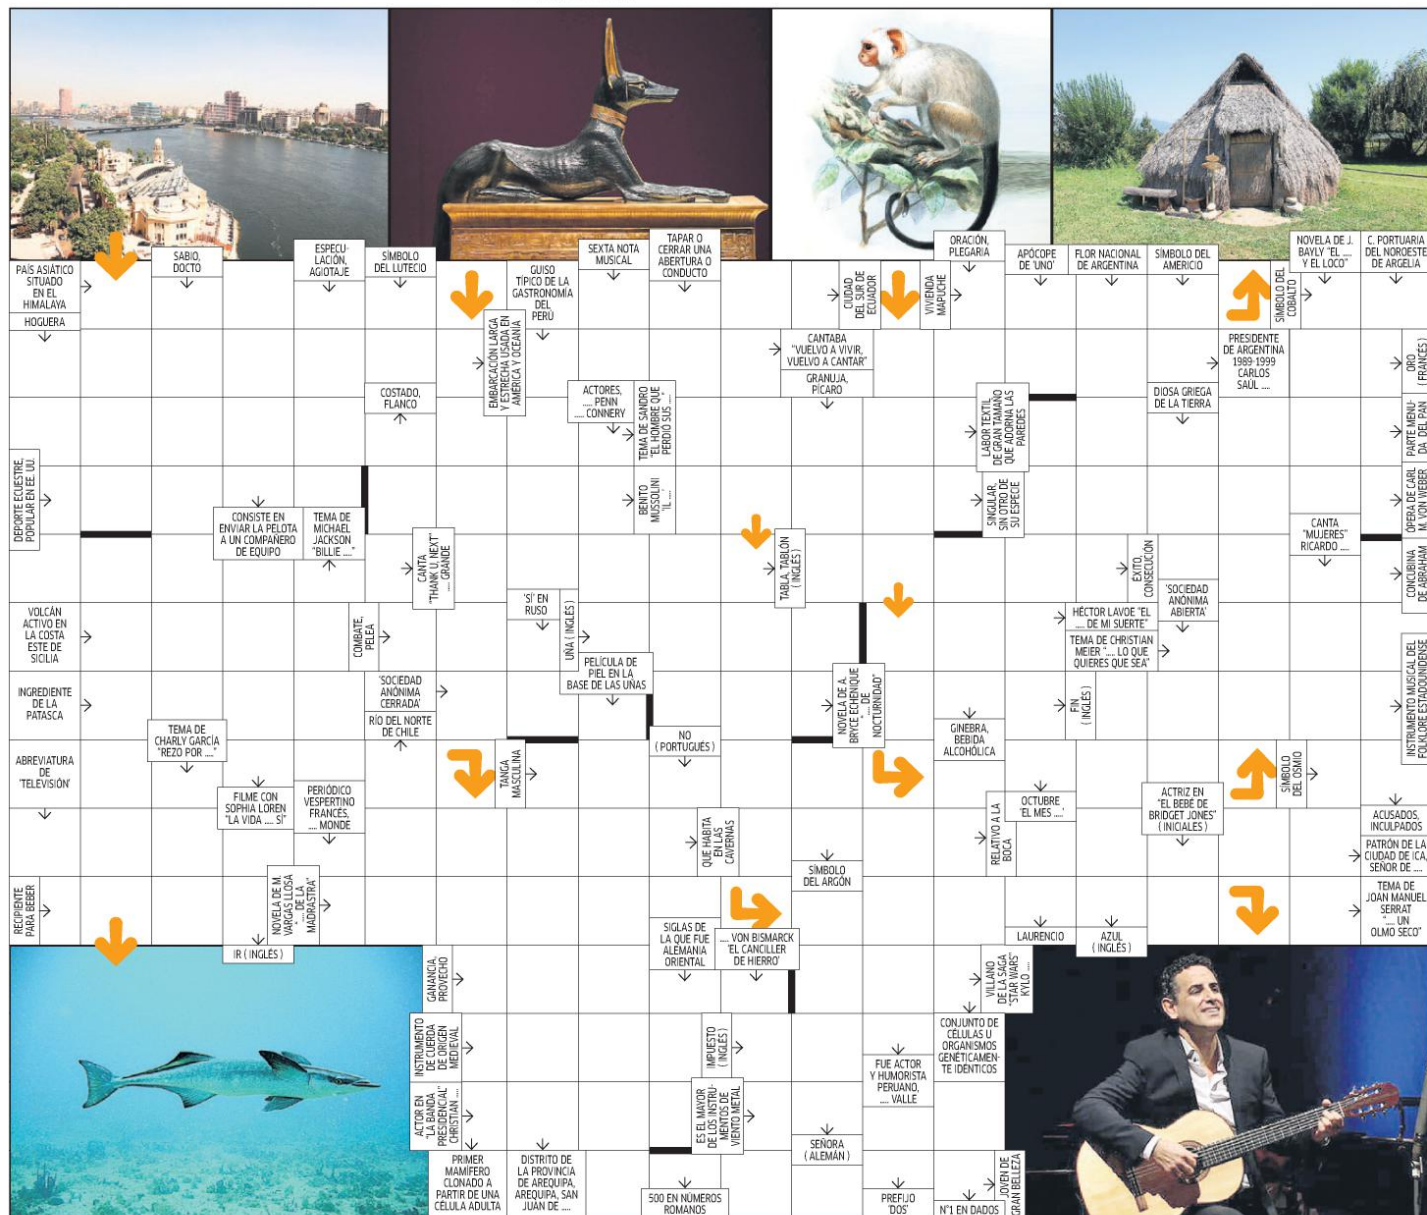 PAÍS ASIÁTICO
SITUADO
EN EL
HIMALAYA
HOGUERA
SABIO,
DOCTO
ESPECU-
LACIÓN,
AGIOTAJE
SÍMBOLO
DEL LUTECIO
GUISO
TÍPICO DE LA
GASTRONOMÍA
DEL
PERÚ
SEXTA NOTA
MUSICAL
TAPAR O
CERRAR UNA
ABERTURA O
CONDUCTO
CIUDAD
DEL SUR DE
ECUADOR
VIVIENDA
MAPUCHE
ORACIÓN,
PLEGARIA
APÓCOPE
DE 'UNO'
FLOR NACIONAL
DE ARGENTINA
SÍMBOLO DEL
AMERICIO
SÍMBOLO DEL
COBALTO
NOVELA DE J.
BAYLY "EL ....
Y EL LOCO"
C. PORTUARIA
DEL NOROESTE
DE ARGELIA
EMBARCACIÓN LARGA
Y ESTRECHA USADA EN
AMÉRICA Y OCEANÍA
CANTABA
"VUELVO A VIVIR,
VUELVO A CANTAR"
GRANUJA,
PÍCARO
PRESIDENTE
DE ARGENTINA
1989-1999
CARLOS
SAÚL ....
ORO
( FRANCÉS )
COSTADO,
FLANCO
ACTORES,
..... PENN
..... CONNERY
TEMA DE SANDRO
"EL HOMBRE QUE
PERDIÓ SUS ...."
LABOR TEXTIL
DE GRAN TAMAÑO
QUE ADORNA LAS
PAREDES
DIOSA GRIEGA
DE LA TIERRA
PARTE MENU-
DA DEL PAN
DEPORTE ECUESTRE,
POPULAR EN EE. UU.
CONSISTE EN
ENVIAR LA PELOTA
A UN COMPAÑERO
DE EQUIPO
TEMA DE
MICHAEL
JACKSON
"BILLIE ...."
BENITO
MUSSOLINI
'IL ....'
SINGULAR,
SIN OTRO DE
SU ESPECIE
CANTA
"MUJERES"
RICARDO ....
ÓPERA DE CARL
M. VON WEBER
CANTA
"THANK U, NEXT"
.... GRANDE
TABLA, TABLÓN
( INGLÉS )
ÉXITO,
CONSECUCIÓN
CONCUBINA
DE ABRAHAM
VOLCÁN
ACTIVO EN
LA COSTA
ESTE DE
SICILIA
COMBATE,
PELEA
'SÍ' EN
RUSO
UÑA ( INGLÉS )
'SOCIEDAD
ANÓNIMA
ABIERTA'
HÉCTOR LAVOE "EL
..... DE MI SUERTE"
TEMA DE CHRISTIAN
MEIER "..... LO QUE
QUIERES QUE SEA"
INSTRUMENTO MUSICAL DEL
FOLKLORE ESTADOUNIDENSE
INGREDIENTE
DE LA
PATASCA
'SOCIEDAD
ANÓNIMA
CERRADA'
RÍO DEL NORTE
DE CHILE
PELÍCULA DE
PIEL EN LA
BASE DE LAS UÑAS
NOVELA DE A.
BRYCE ECHENIQUE
"..... DE
NOCTURNIDAD"
FIN
( INGLÉS )
TEMA DE
CHARLY GARCÍA
"REZO POR ...."
NO
( PORTUGUÉS )
GINEBRA,
BEBIDA
ALCOHÓLICA
ABREVIATURA
DE
'TELEVISIÓN'
FILME CON
SOPHIA LOREN
"LA VIDA .... SÍ"
PERIÓDICO
VESPERTINO
FRANCÉS,
.... MONDE
TANGA
MASCULINA
OCTUBRE
'EL MES ....'
ACTRIZ EN
"EL BEBÉ DE
BRIDGET JONES"
( INICIALES )
SÍMBOLO
DEL OSMIO
ACUSADOS,
INCULPADOS
QUE HABITA
EN LAS
CAVERNAS
RELATIVO A LA
BOCA
PATRÓN DE LA
CIUDAD DE ICA,
SEÑOR DE ....
SÍMBOLO
DEL ARGÓN
RECIPIENTE
PARA BEBER
NOVELA DE M.
VARGAS LLOSA
"..... DE LA
MADRASTRA"
TEMA DE
JOAN MANUEL
SERRAT
"..... UN
OLMO SECO"
IR ( INGLÉS )
SIGLAS DE
LA QUE FUE
ALEMANIA
ORIENTAL
.... VON BISMARCK
'EL CANCILLER
DE HIERRO'
LAURENCIO
AZUL
( INGLÉS )
GANANCIA,
PROVECHO
VILLANO
DE LA SAGA
"STAR WARS"
KYLO ....
INSTRUMENTO
DE CUERDA
DE ORIGEN
MEDIEVAL
IMPUESTO
( INGLÉS )
FUE ACTOR
Y HUMORISTA
PERUANO,
.... VALLE
CONJUNTO DE
CÉLULAS U
ORGANISMOS
GENÉTICAMEN-
TE IDÉNTICOS
ACTOR EN
"LA BANDA
PRESIDENCIAL"
CHRISTIAN ....
ES EL MAYOR
DE LOS INSTRU-
MENTOS DE
VIENTO METAL
SEÑORA
( ALEMÁN )
PRIMER
MAMÍFERO
CLONADO A
PARTIR DE UNA
CÉLULA ADULTA
DISTRITO DE
LA PROVINCIA
DE AREQUIPA,
AREQUIPA, SAN
JUAN DE ....
500 EN NÚMEROS
ROMANOS
PREFIJO
'DOS'
N°1 EN DADOS
JOVEN DE
GRAN BELLEZA